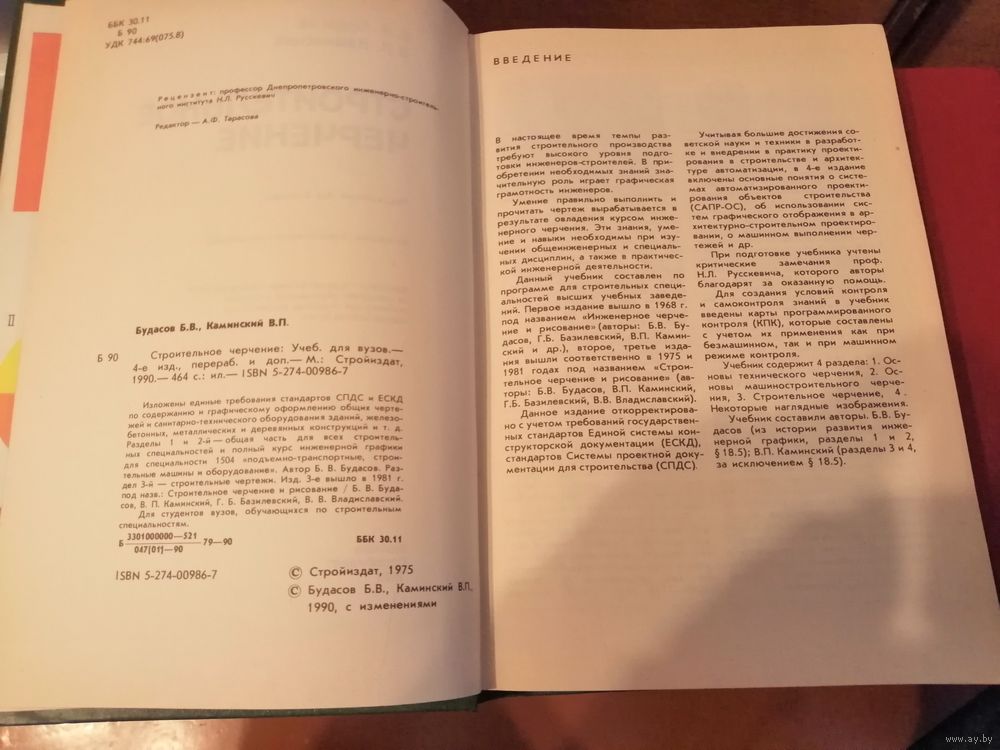 ББК 30.11
Б 90
УДК 744:69(075.8)
Рецензент: профессор Днепропетровского инженерно-строитель-
ного института Н.Л. Русскевич
Редактор — А.Ф. Тарасова
II
Будасов Б.В., Каминский В.П.
Б 90 Строительное черчение: Учеб. для вузов.—
4-е изд., перераб. и доп.— М.: Стройиздат,
1990.— 464 с.: ил.— ISBN 5-274-00986-7
Изложены единые требования стандартов СПДС и ЕСКД
по содержанию и графическому оформлению общих черте-
жей и санитарно-технического оборудования зданий, железо-
бетонных, металлических и деревянных конструкций и т. д.
Разделы 1 и 2-й — общая часть для всех строитель-
ных специальностей и полный курс инженерной графики
для специальности 1504 «подъемно-транспортные, строи-
тельные машины и оборудование». Автор Б. В. Будасов. Раз-
дел 3-й — строительные чертежи. Изд. 3-е вышло в 1981 г.
под назв.: Строительное черчение и рисование / Б. В. Буда-
сов, В. П. Каминский, Г. Б. Базилевский, В. В. Владиславский.
Для студентов вузов, обучающихся по строительным
специальностям.
Б 3301000000—521
047(01)—90 79—90
ББК 30.11
ISBN 5-274-00986-7
© Стройиздат, 1975
© Будасов Б.В., Каминский В.П.,
1990, с изменениями
ВВЕДЕНИЕ
В настоящее время темпы раз-
вития строительного производства
требуют высокого уровня подго-
товки инженеров-строителей. В при-
обретении необходимых знаний зна-
чительную роль играет графическая
грамотность инженеров.
Умение правильно выполнить и
прочитать чертеж вырабатывается в
результате овладения курсом инже-
нерного черчения. Эти знания, уме-
ние и навыки необходимы при изу-
чении общеинженерных и специаль-
ных дисциплин, а также в практичес-
кой инженерной деятельности.
Данный учебник составлен по
программе для строительных специ-
альностей высших учебных заведе-
ний. Первое издание вышло в 1968 г.
под названием «Инженерное черче-
ние и рисование» (авторы: Б.В. Бу-
дасов, Г.Б. Базилевский, В.П. Камин-
ский и др.), второе, третье изда-
ния вышли соответственно в 1975 и
1981 годах под названием «Строи-
тельное черчение и рисование» (ав-
торы: Б.В. Будасов, В.П. Каминский,
Г.Б. Базилевский, В.В. Владиславский).
Данное издание откорректирова-
но с учетом требований государствен-
ных стандартов Единой системы кон-
структорской документации (ЕСКД),
стандартов Системы проектной до-
кументации для строительства (СПДС).
Учитывая большие достижения со-
ветской науки и техники в разработ-
ке и внедрении в практику проекти-
рования в строительстве и архитек-
туре автоматизации, в 4-е издание
включены основные понятия о систе-
мах автоматизированного проекти-
рования объектов строительства
(САПР-ОС), об использовании сис-
тем графического отображения в ар-
хитектурно-строительном проектиро-
вании, о машинном выполнении чер-
тежей и др.
При подготовке учебника учтены
критические замечания проф.
Н.Л. Русскевича, которого авторы
благодарят за оказанную помощь.
Для создания условий контроля
и самоконтроля знаний в учебник
введены карты программированного
контроля (КПК), которые составлены
с учетом их применения как при
безмашинном, так и при машинном
режиме контроля.
Учебник содержит 4 раздела: 1. Ос-
новы технического черчения, 2. Ос-
новы машиностроительного черче-
ния, 3. Строительное черчение, 4.
Некоторые наглядные изображения.
Учебник составили авторы: Б.В. Бу-
дасов (из истории развития инже-
нерной графики, разделы 1 и 2,
§ 18.5); В.П. Каминский (разделы 3 и 4,
за исключением § 18.5).
www.ay.by